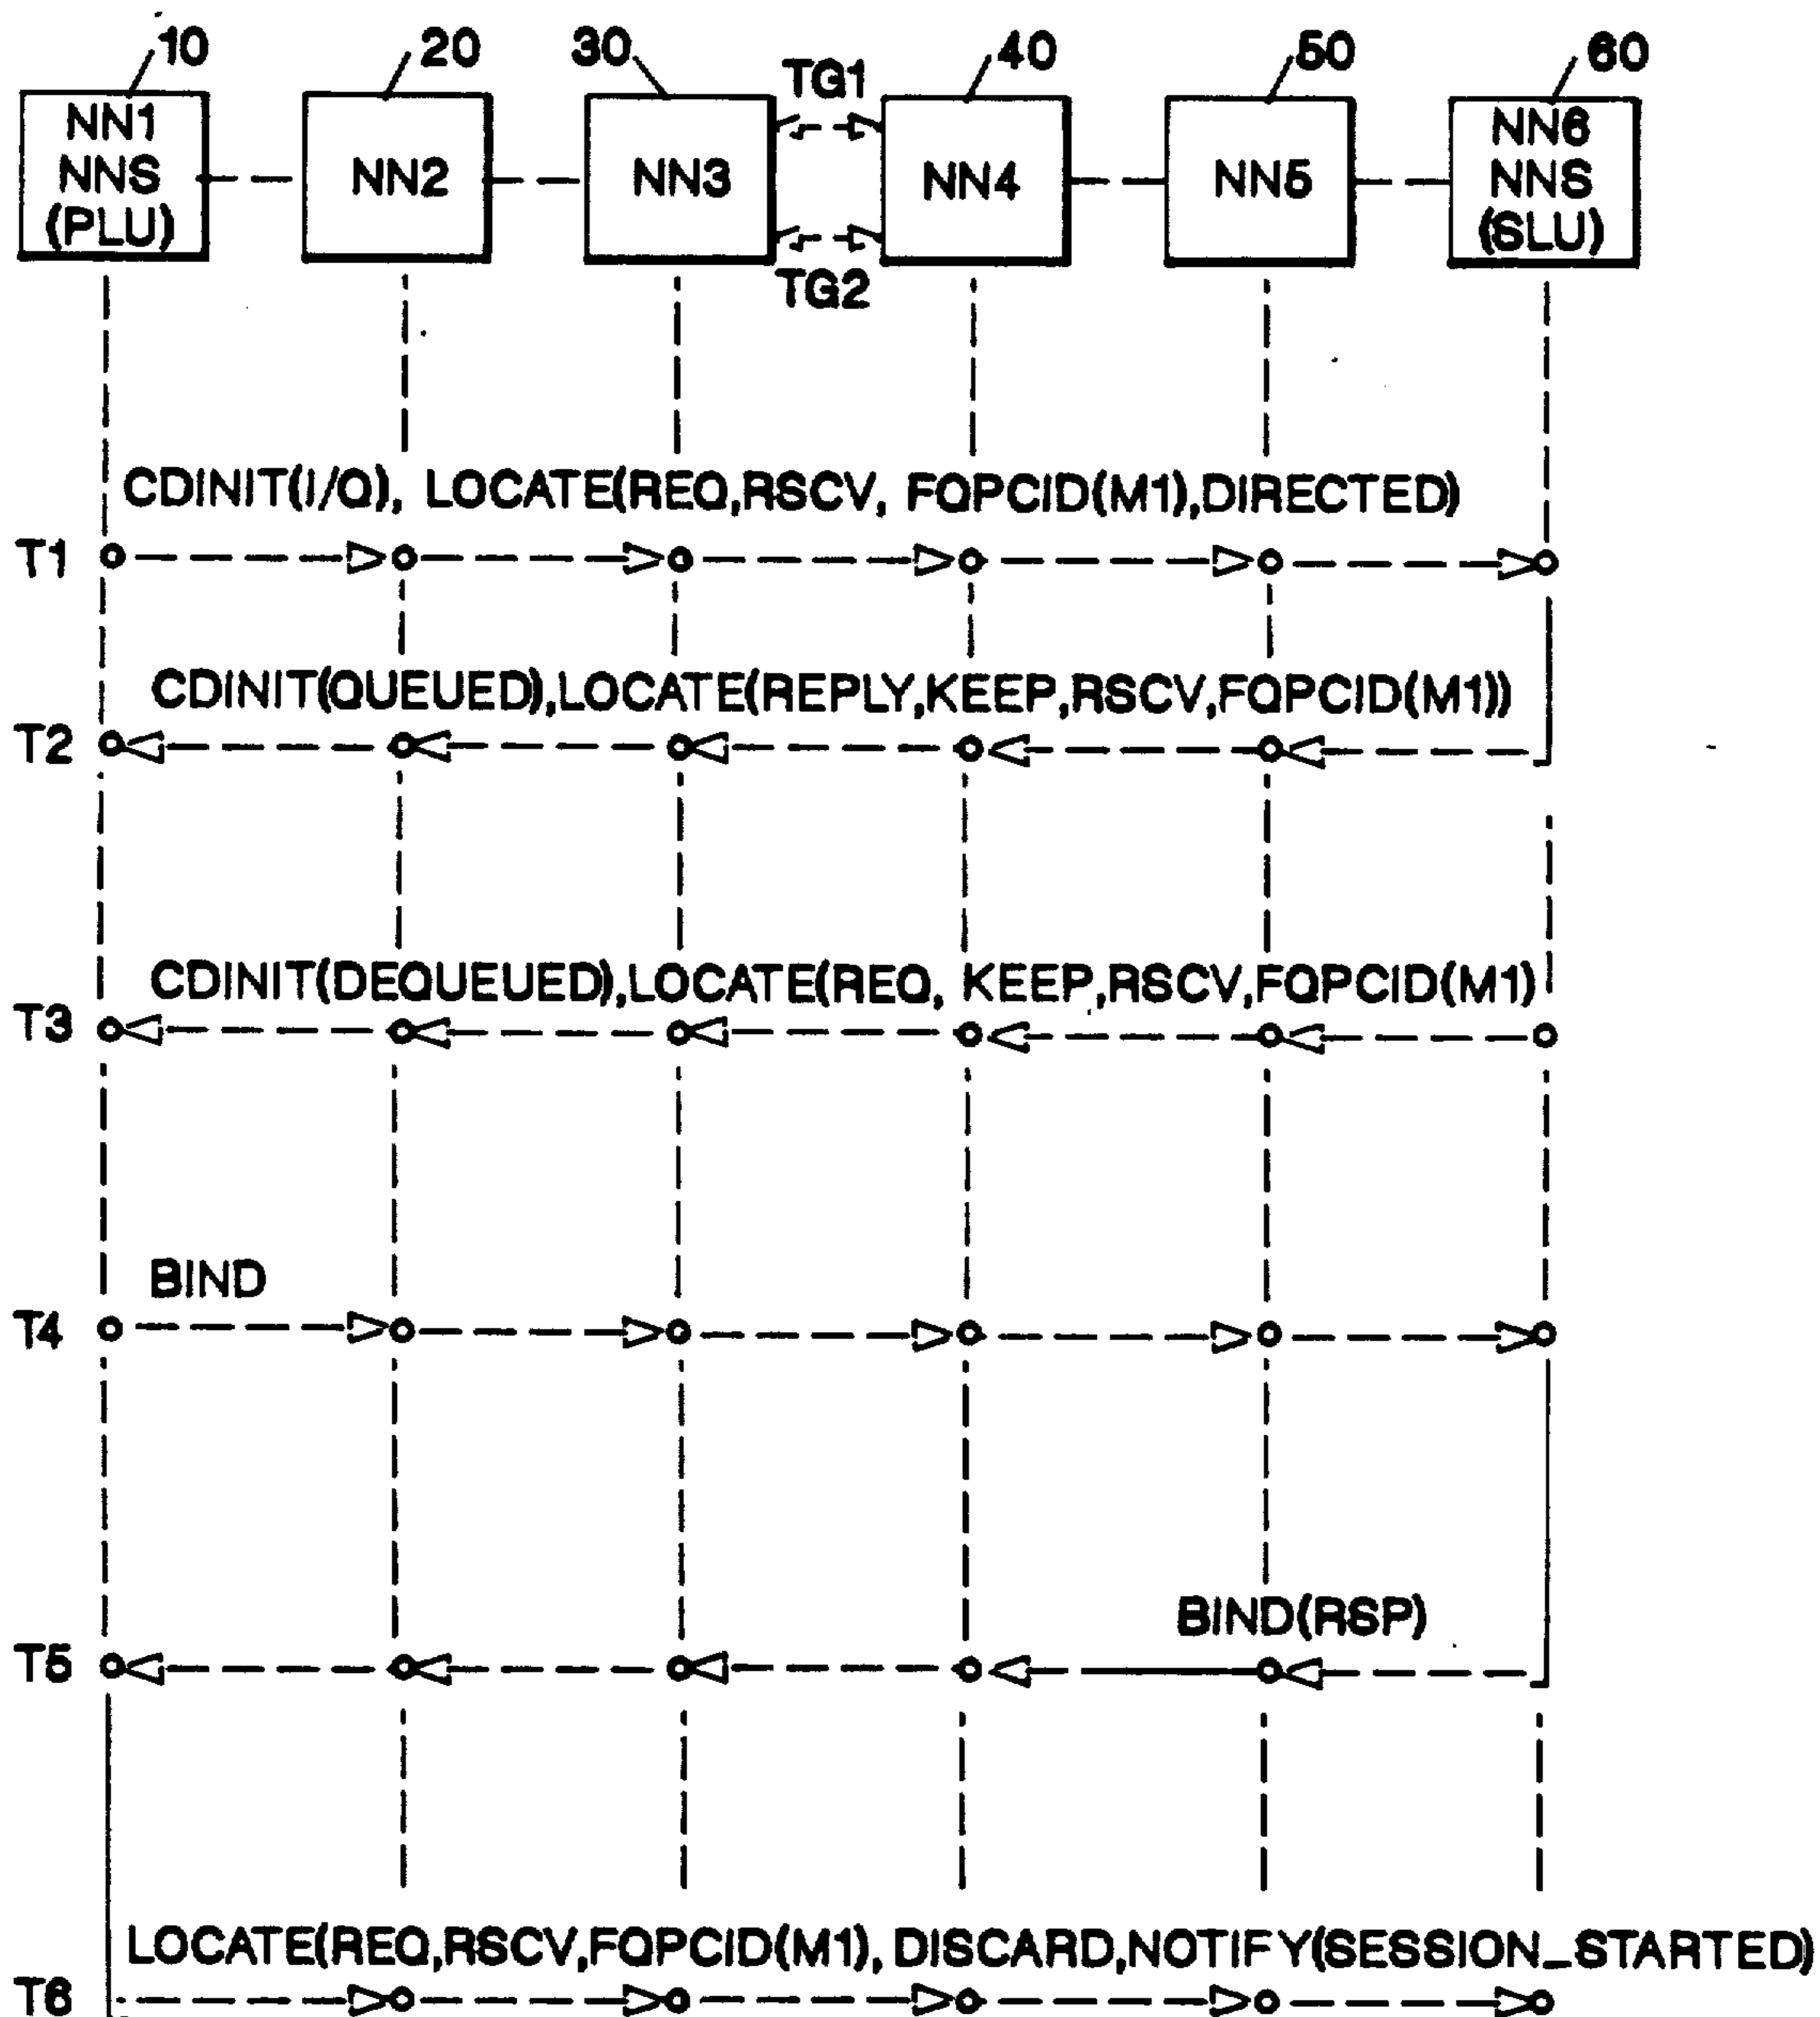 10 20 30 40 50 60
TG1
NN1 NNS (PLU)
NN2
NN3
NN4
NN5
NN6 NNS (SLU)
TG2
CDINIT(I/Q), LOCATE(REQ,RSCV, FQPCID(M1),DIRECTED)
T1
CDINIT(QUEUED),LOCATE(REPLY,KEEP,RSCV,FQPCID(M1))
T2
CDINIT(DEQUEUED),LOCATE(REQ, KEEP,RSCV,FQPCID(M1)
T3
BIND
T4
BIND(RSP)
T5
LOCATE(REQ,RSCV,FQPCID(M1), DISCARD,NOTIFY(SESSION_STARTED)
T6